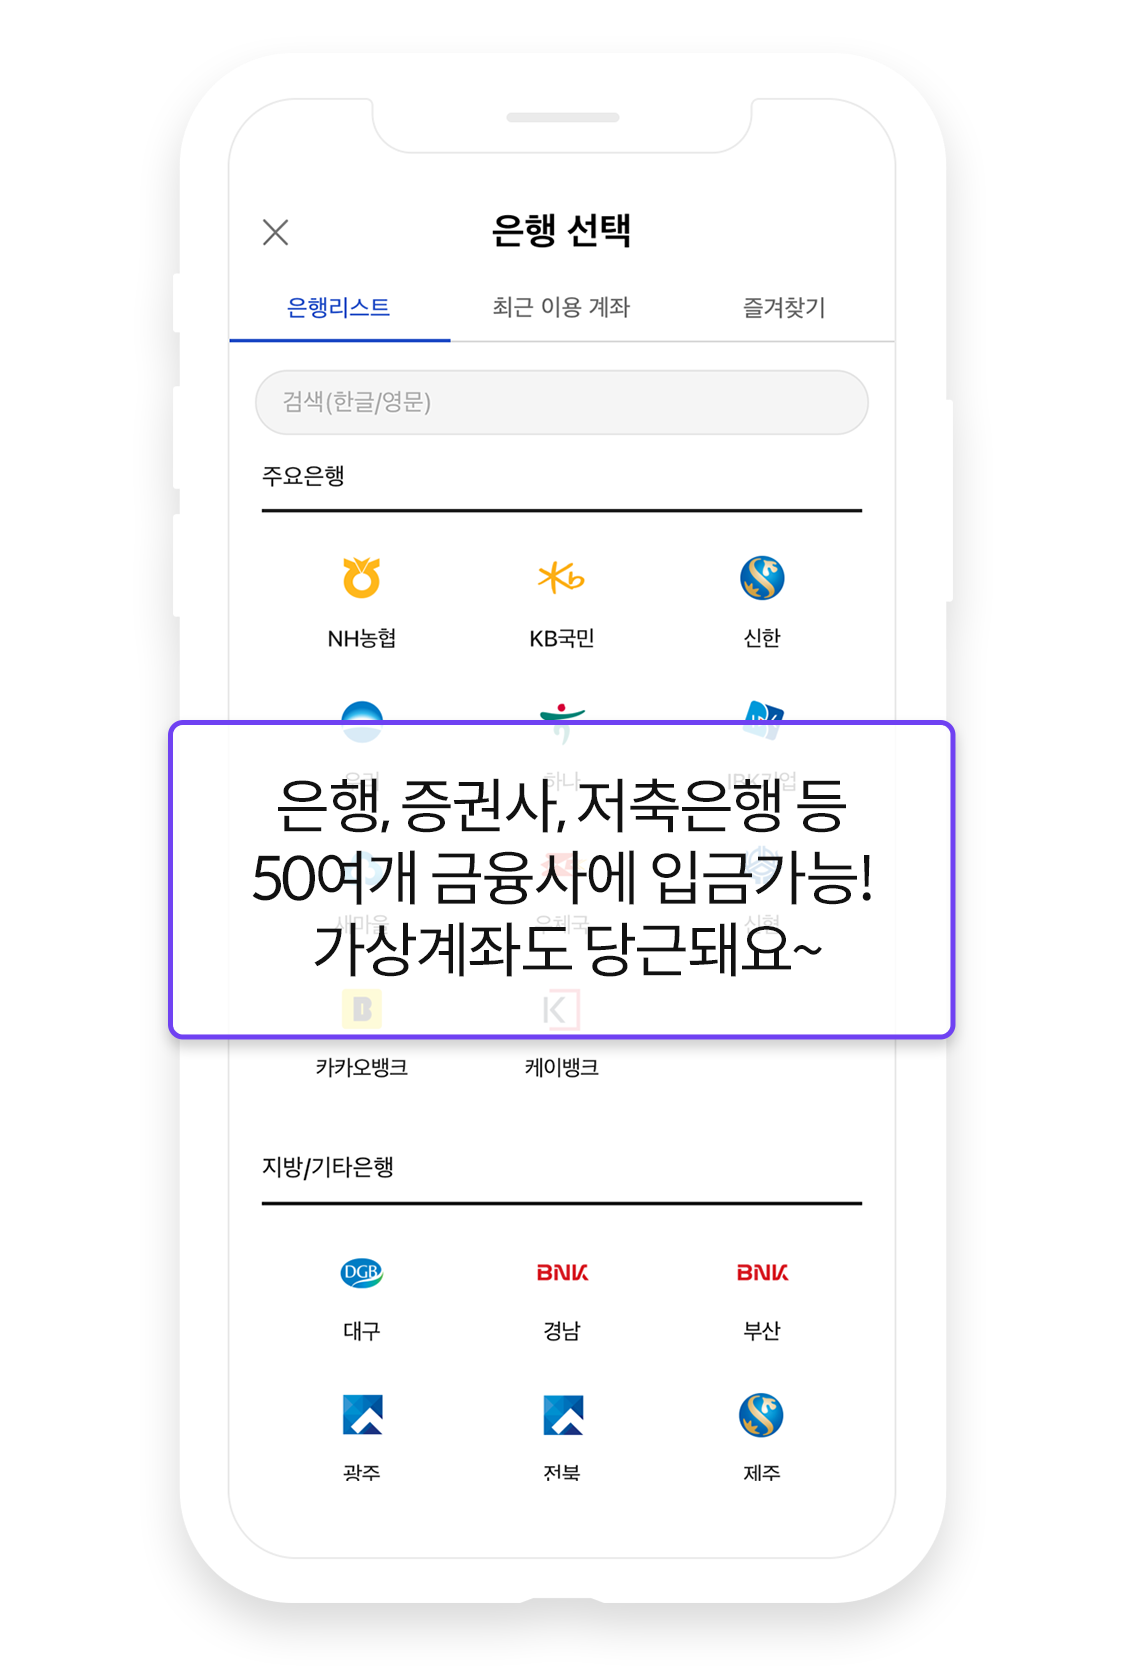 은행 선택
은행리스트 최근 이용 계좌 즐겨찾기
검색(한글/영문)
주요은행
Kb
NH농협 KB국민 신한
우리 하나 IBK기업
은행, 증권사, 저축은행 등
50여개 금융사에 입금가능!
새마을 우체국 신협
가상계좌도 당근돼요~
B K
카카오뱅크 케이뱅크
지방/기타은행
DGB BNK BNK
대구 경남 부산
광주 전북 제주